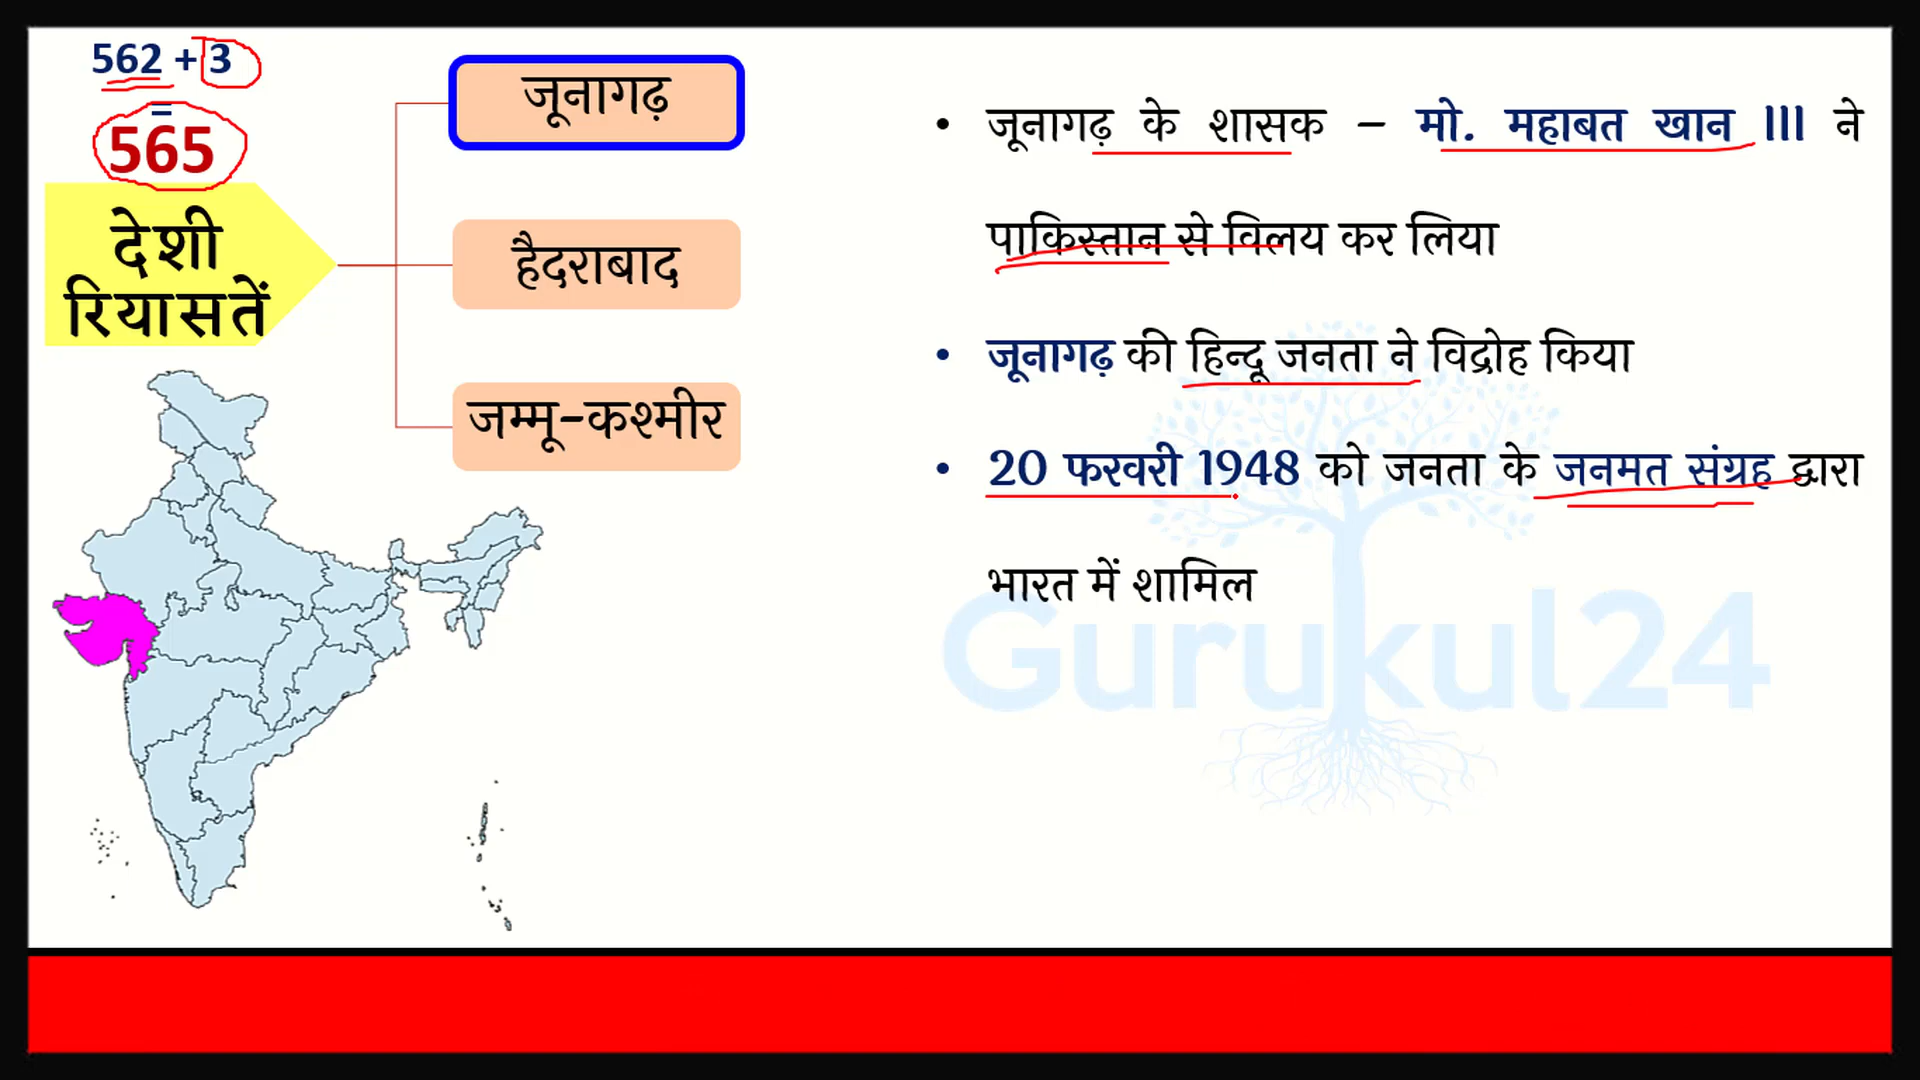 562 + 3
=
565
देशी
रियासतें
जूनागढ़
हैदराबाद
जम्मू-कश्मीर
• जूनागढ़ के शासक – मो. महाबत खान III ने
पाकिस्तान से विलय कर लिया
• जूनागढ़ की हिन्दू जनता ने विद्रोह किया
• 20 फरवरी 1948 को जनता के जनमत संग्रह द्वारा
भारत में शामिल
Gurukul24